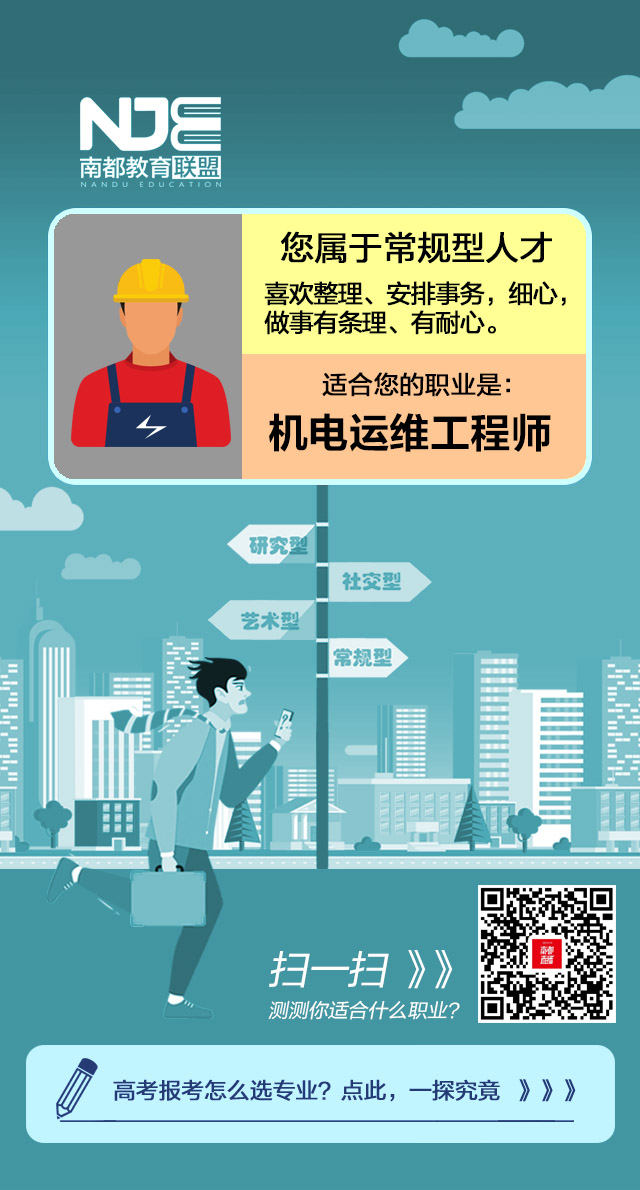 NJE
南都教育联盟
NANDU EDUCATION
您属于常规型人才
喜欢整理、安排事务，细心，
做事有条理、有耐心。
适合您的职业是：
机电运维工程师
研究型
社交型
艺术型
常规型
南都
直播
扫一扫 》》
测测你适合什么职业？
高考报考怎么选专业？点此，一探究竟 》》》